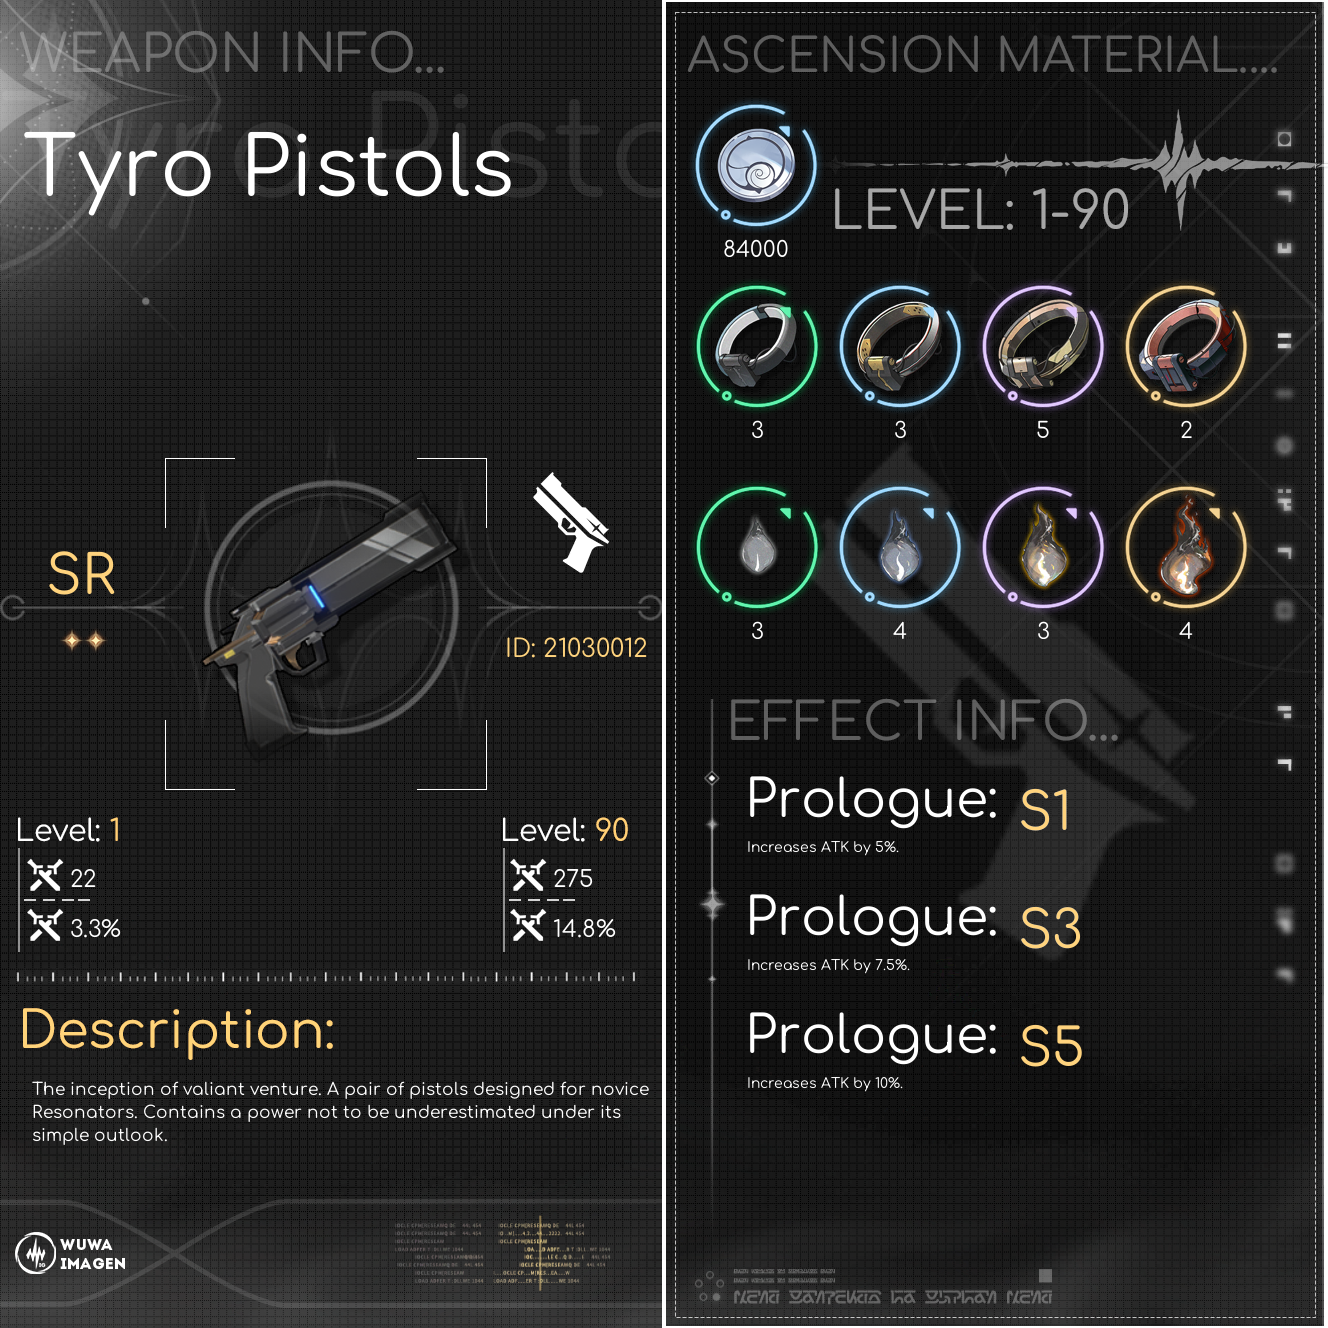 WEAPON INFO...
Tyro Pistols
SR
ID: 21030012
Level: 1
22
3.3%
Level: 90
275
14.8%
Description:
The inception of valiant venture. A pair of pistols designed for novice
Resonators. Contains a power not to be underestimated under its
simple outlook.
WUWA
IMAGEN
ASCENSION MATERIAL....
84000
LEVEL: 1-90
3 3 5 2
3 4 3 4
EFFECT INFO...
Prologue: S1
Increases ATK by 5%.
Prologue: S3
Increases ATK by 7.5%.
Prologue: S5
Increases ATK by 10%.